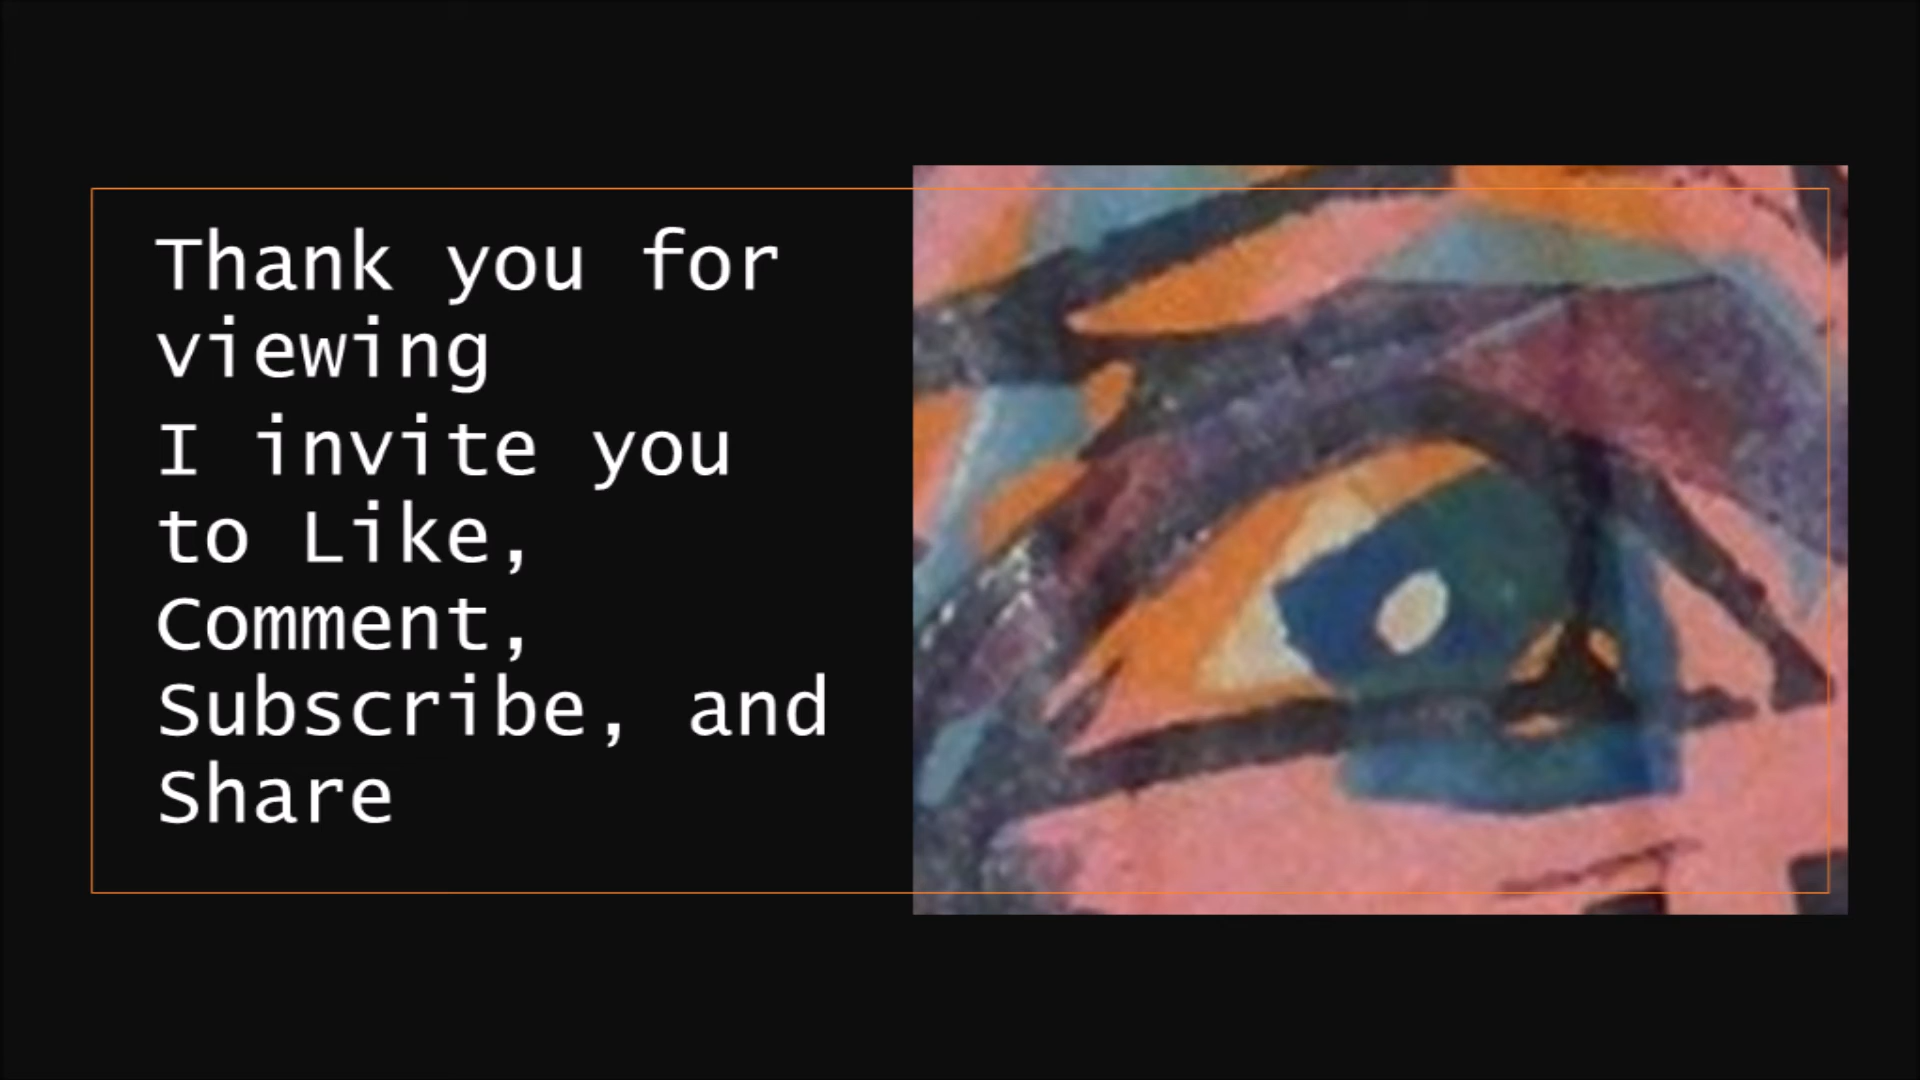 Thank you for
viewing
I invite you
to Like,
Comment,
Subscribe, and
Share